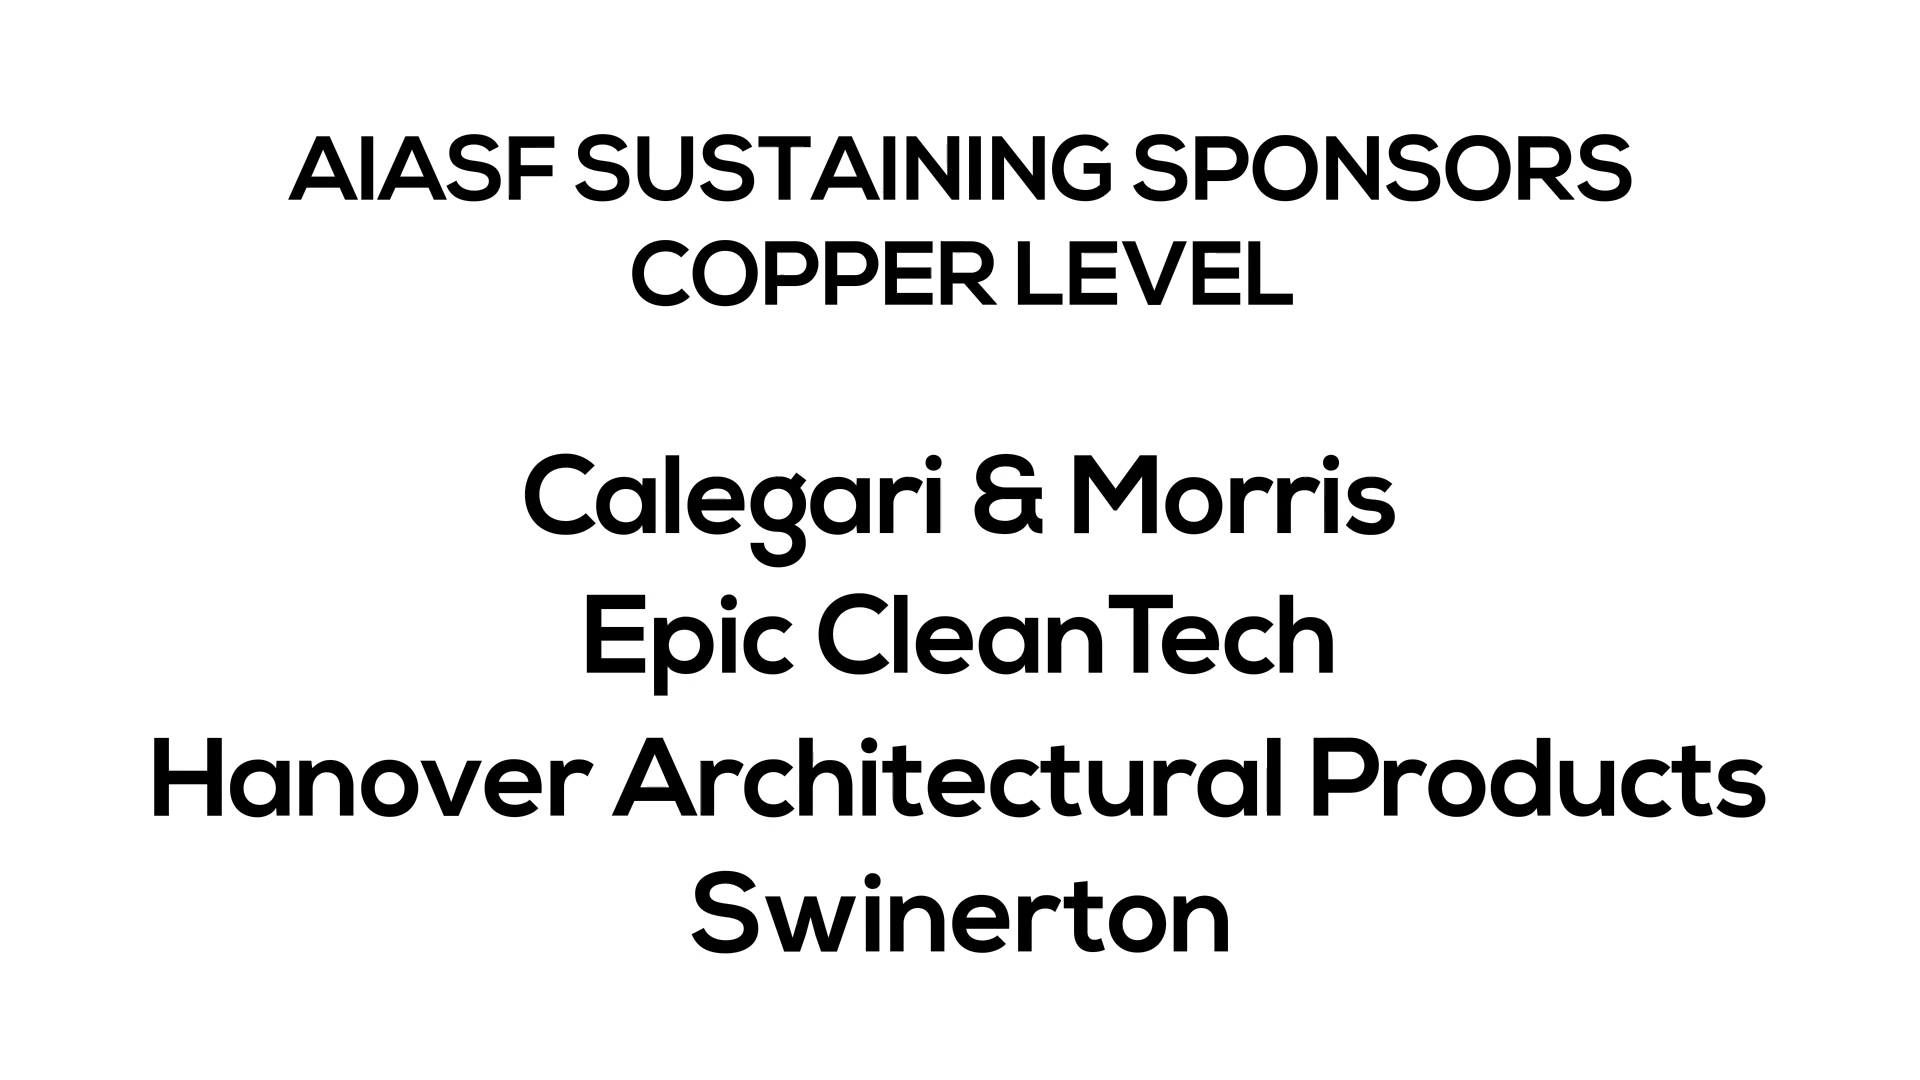 AIASF SUSTAINING SPONSORS
COPPER LEVEL
Calegari & Morris
Epic CleanTech
Hanover Architectural Products
Swinerton